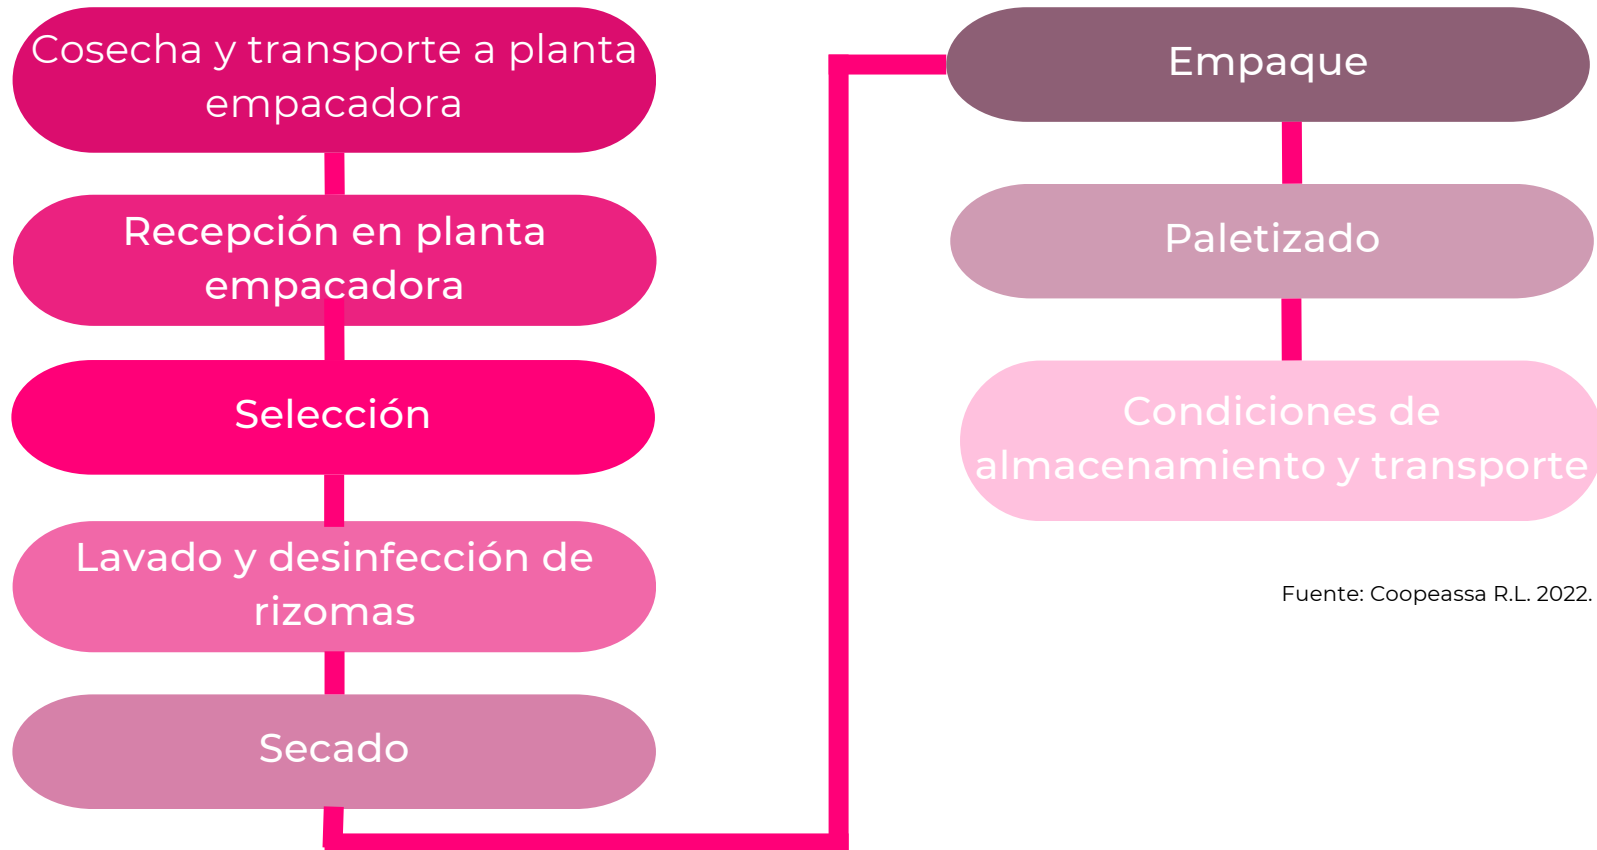 Cosecha y transporte a planta
empacadora
Recepción en planta
empacadora
Selección
Lavado y desinfección de
rizomas
Secado
Empaque
Paletizado
Condiciones de
almacenamiento y transporte
Fuente: Coopeassa R.L. 2022.